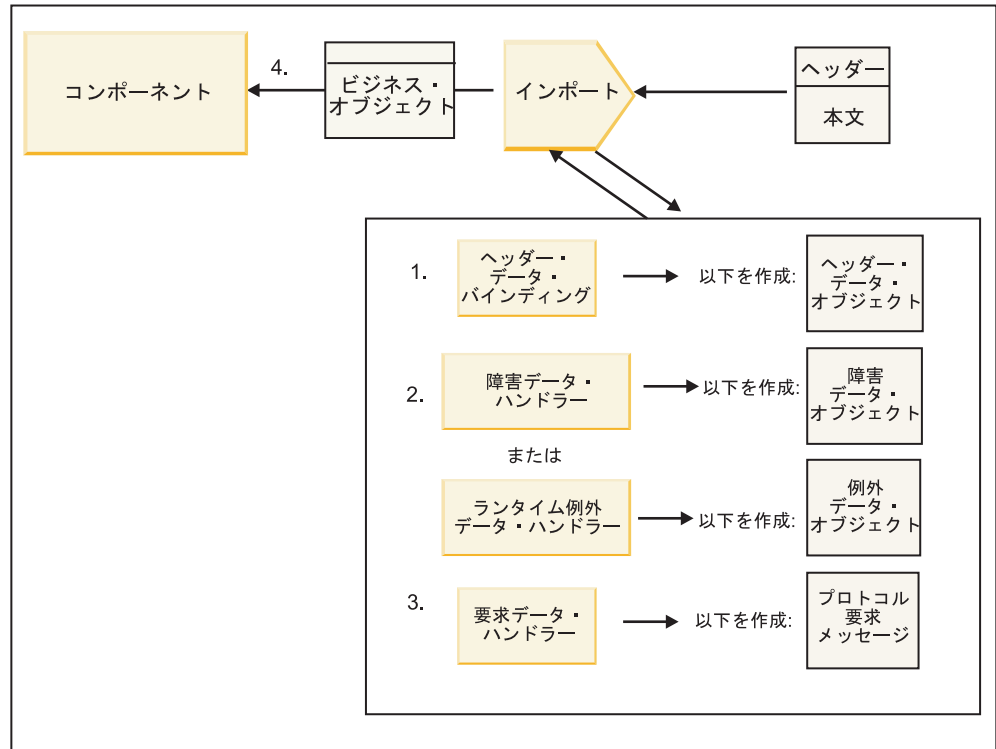 コンポーネント
4.
ビジネス・
オブジェクト
インポート
ヘッダー
本文
1.
ヘッダー・
データ・
バインディング
以下を作成:
ヘッダー・
データ・
オブジェクト
2.
障害データ・
ハンドラー
以下を作成:
障害
データ・
オブジェクト
または
ランタイム例外
データ・ハンドラー
以下を作成:
例外
データ・
オブジェクト
3.
要求データ・
ハンドラー
以下を作成:
プロトコル
要求
メッセージ